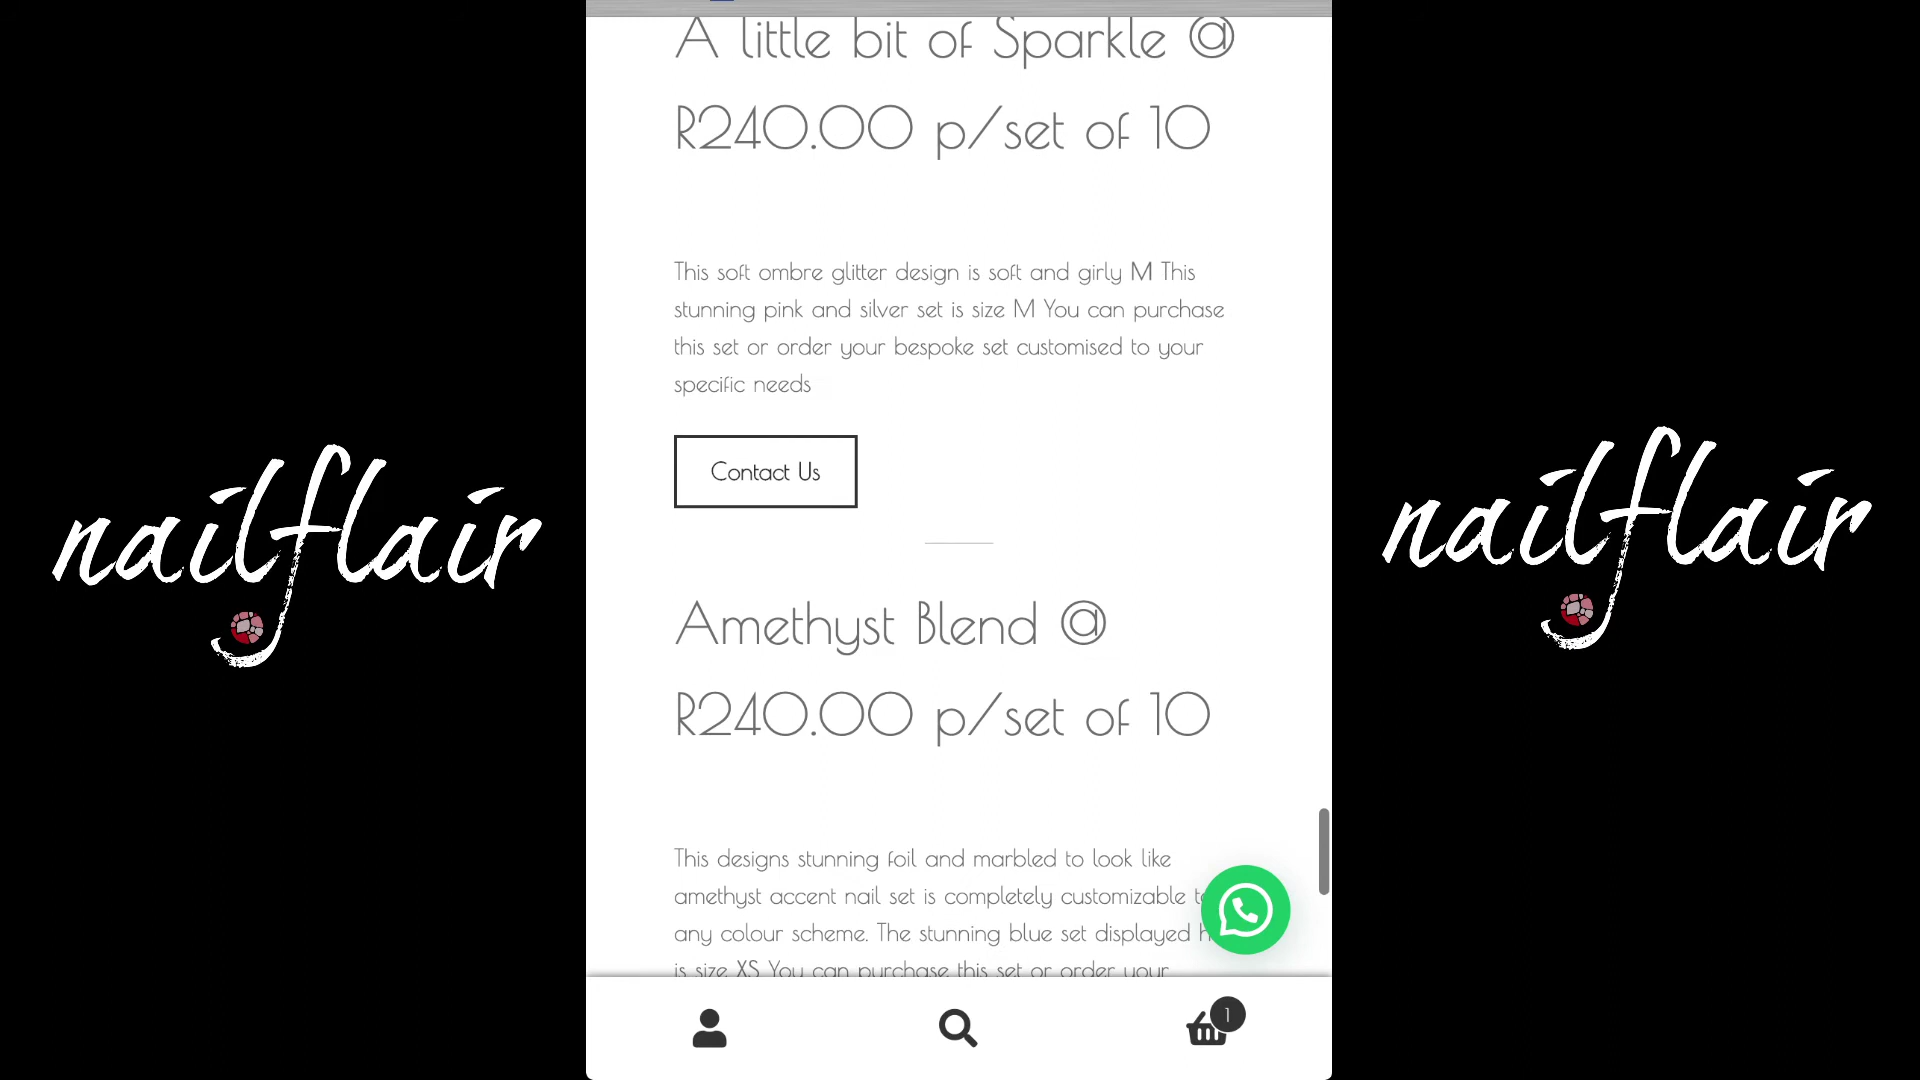 A little bit of Sparkle @
R240.00 p/set of 10
This soft ombre glitter design is soft and girly M This
stunning pink and silver set is size M You can purchase
this set or order your bespoke set customised to your
specific needs
Contact Us
nailflair
nailflair
Amethyst Blend @
R240.00 p/set of 10
This designs stunning foil and marbled to look like
amethyst accent nail set is completely customizable
any colour scheme. The stunning blue set displayed
is size XS You can purchase this set or order your
1